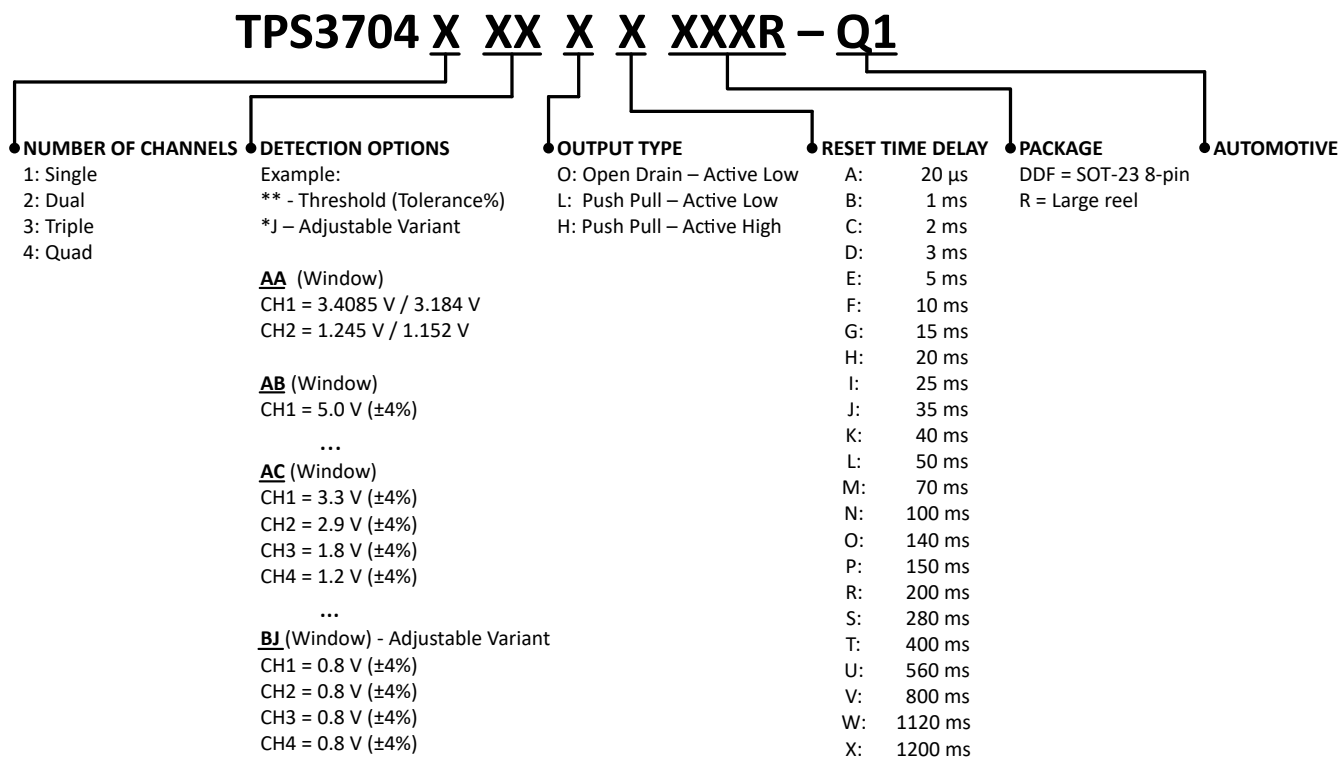 TPS3704 X XX X X XXXR – Q1
NUMBER OF CHANNELS
1: Single
2: Dual
3: Triple
4: Quad
DETECTION OPTIONS
Example:
** - Threshold (Tolerance%)
*J – Adjustable Variant
AA (Window)
CH1 = 3.4085 V / 3.184 V
CH2 = 1.245 V / 1.152 V
AB (Window)
CH1 = 5.0 V (±4%)
...
AC (Window)
CH1 = 3.3 V (±4%)
CH2 = 2.9 V (±4%)
CH3 = 1.8 V (±4%)
CH4 = 1.2 V (±4%)
...
BJ (Window) - Adjustable Variant
CH1 = 0.8 V (±4%)
CH2 = 0.8 V (±4%)
CH3 = 0.8 V (±4%)
CH4 = 0.8 V (±4%)
OUTPUT TYPE
O: Open Drain – Active Low
L: Push Pull – Active Low
H: Push Pull – Active High
RESET TIME DELAY
A: 20 µs
B: 1 ms
C: 2 ms
D: 3 ms
E: 5 ms
F: 10 ms
G: 15 ms
H: 20 ms
I: 25 ms
J: 35 ms
K: 40 ms
L: 50 ms
M: 70 ms
N: 100 ms
O: 140 ms
P: 150 ms
R: 200 ms
S: 280 ms
T: 400 ms
U: 560 ms
V: 800 ms
W: 1120 ms
X: 1200 ms
PACKAGE
DDF = SOT-23 8-pin
R = Large reel
AUTOMOTIVE